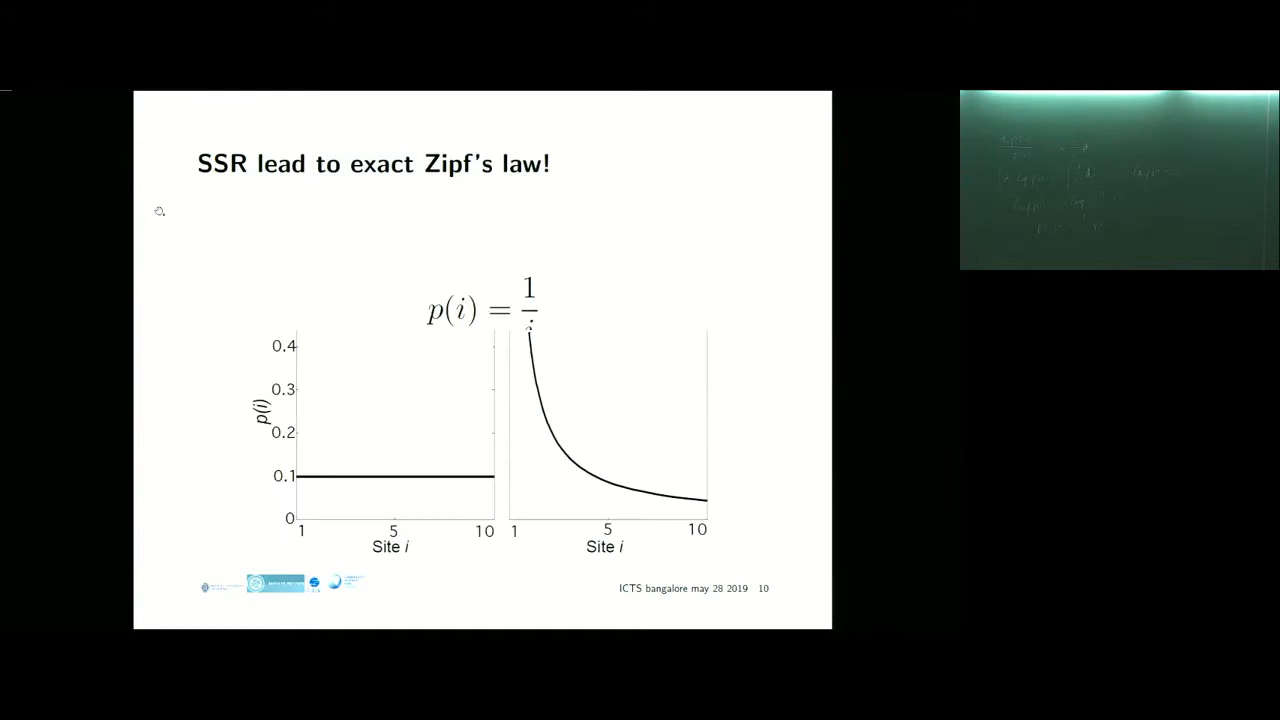 SSR lead to exact Zipf's law!
p(i) = 1/i
0.4
0.3
0.2
0.1
0
p(i)
1 5 10
Site i
1 5 10
Site i
ICTS bangalore may 28 2019 10